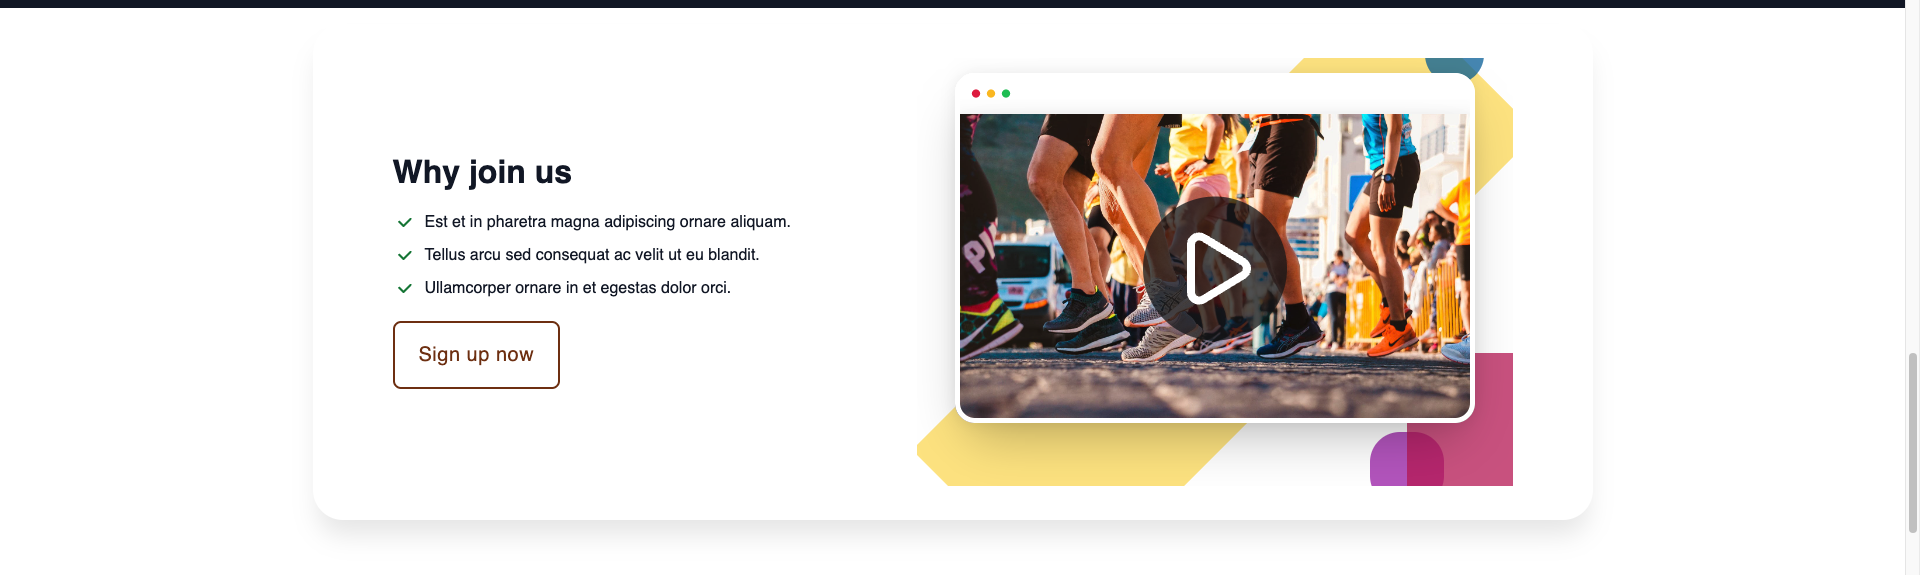 Why join us
Est et in pharetra magna adipiscing ornare aliquam.
Tellus arcu sed consequat ac velit ut eu blandit.
Ullamcorper ornare in et egestas dolor orci.
Sign up now